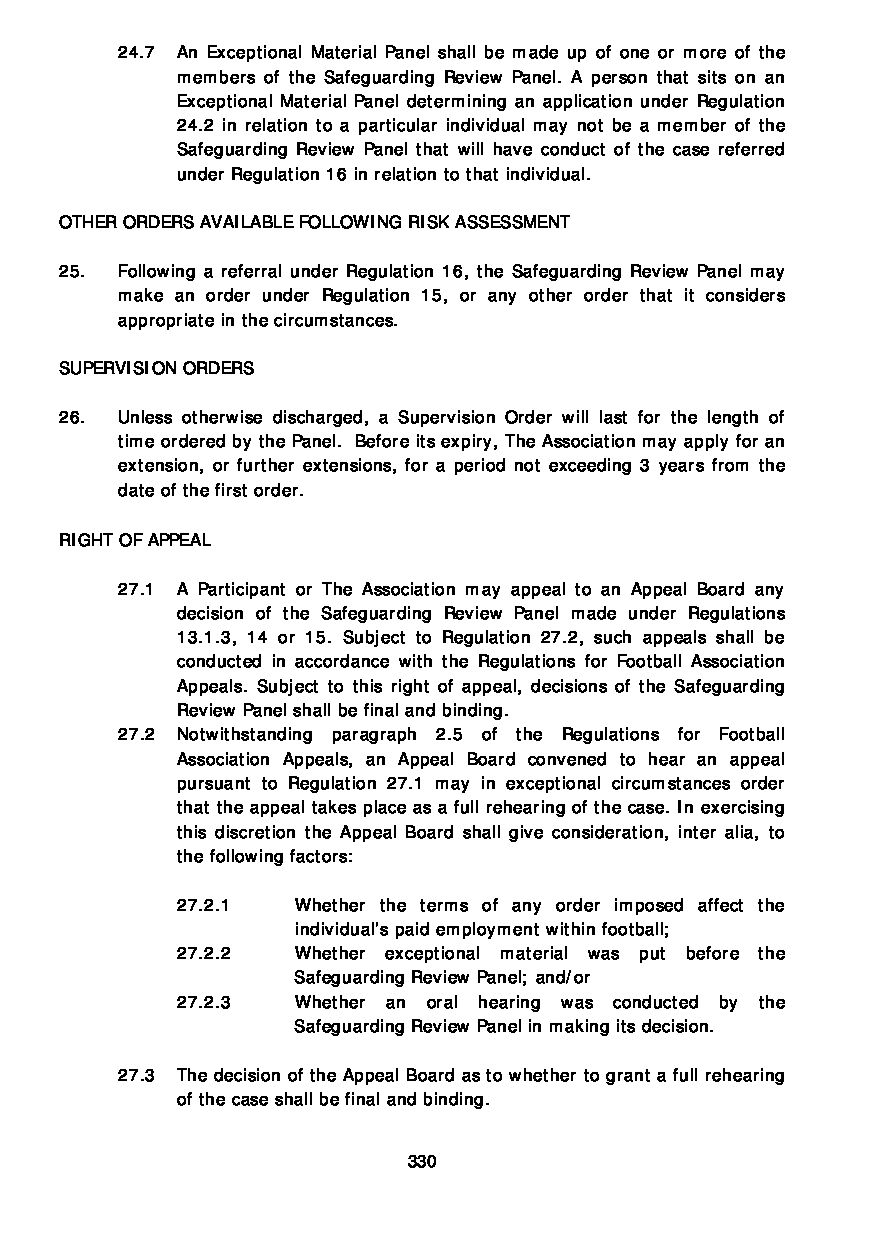 24.7 An Exceptional Material Panel shall be made up of one or more of the
members of the Safeguarding Review Panel. A person that sits on an
Exceptional Material Panel determining an application under Regulation
24.2 in relation to a particular individual may not be a member of the
Safeguarding Review Panel that will have conduct of the case referred
under Regulation 16 in relation to that individual.
OTHER ORDERS AVAILABLE FOLLOWING RISK ASSESSMENT
25. Following a referral under Regulation 16, the Safeguarding Review Panel may
make an order under Regulation 15, or any other order that it considers
appropriate in the circumstances.
SUPERVISION ORDERS
26. Unless otherwise discharged, a Supervision Order will last for the length of
time ordered by the Panel. Before its expiry, The Association may apply for an
extension, or further extensions, for a period not exceeding 3 years from the
date of the first order.
RIGHT OF APPEAL
27.1 A Participant or The Association may appeal to an Appeal Board any
decision of the Safeguarding Review Panel made under Regulations
13.1.3, 14 or 15. Subject to Regulation 27.2, such appeals shall be
conducted in accordance with the Regulations for Football Association
Appeals. Subject to this right of appeal, decisions of the Safeguarding
Review Panel shall be final and binding.
27.2 Notwithstanding paragraph 2.5 of the Regulations for Football
Association Appeals, an Appeal Board convened to hear an appeal
pursuant to Regulation 27.1 may in exceptional circumstances order
that the appeal takes place as a full rehearing of the case. In exercising
this discretion the Appeal Board shall give consideration, inter alia, to
the following factors:
27.2.1 Whether the terms of any order imposed affect the
individual's paid employment within football;
27.2.2 Whether exceptional material was put before the
Safeguarding Review Panel; and/or
27.2.3 Whether an oral hearing was conducted by the
Safeguarding Review Panel in making its decision.
27.3 The decision of the Appeal Board as to whether to grant a full rehearing
of the case shall be final and binding.
330